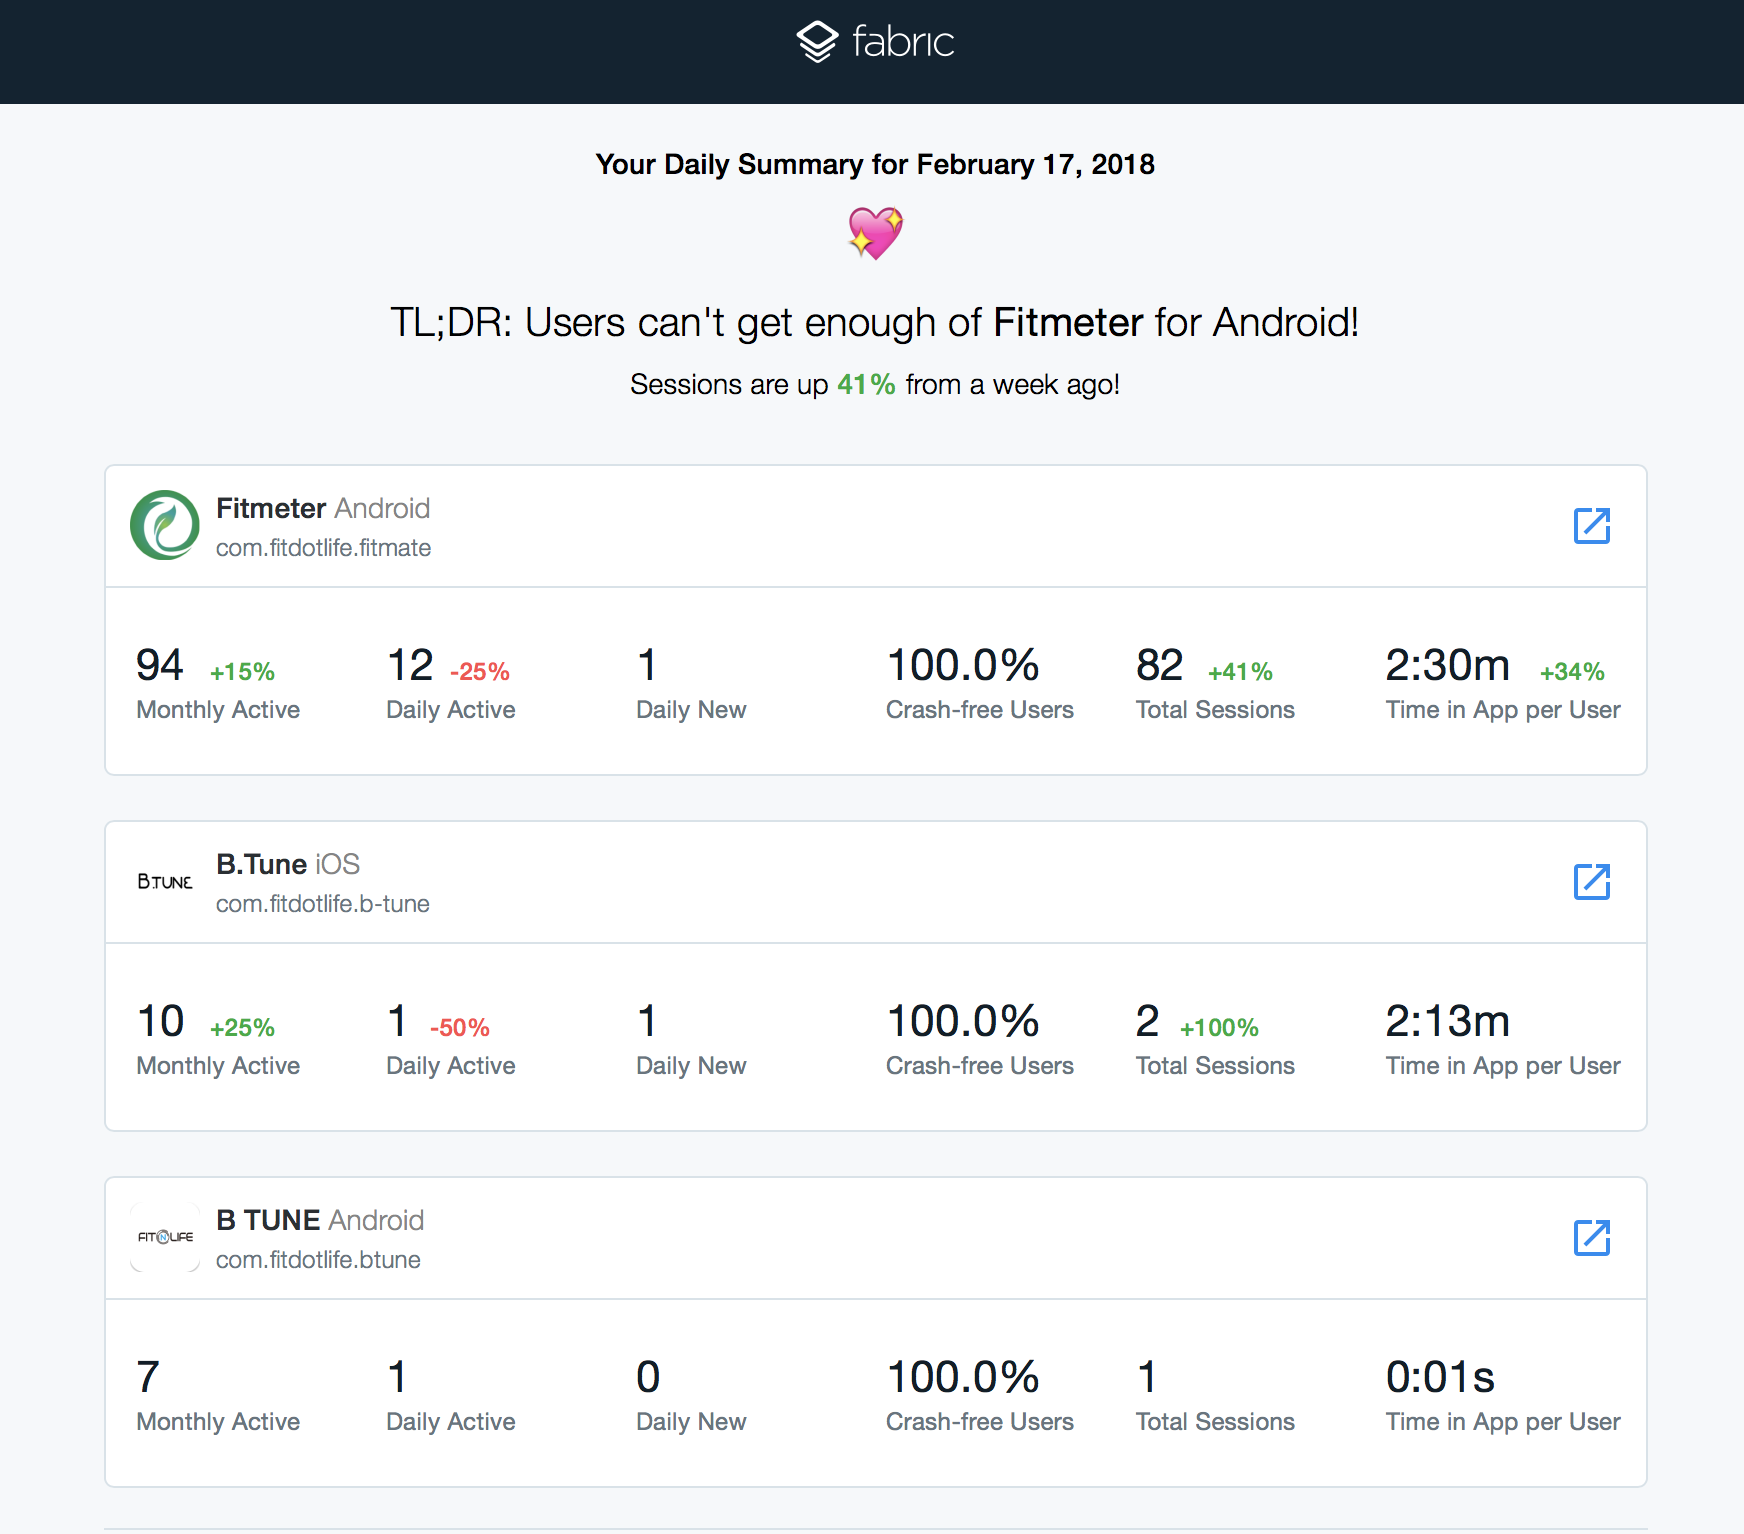 fabric
Your Daily Summary for February 17, 2018
TL;DR: Users can't get enough of Fitmeter for Android!
Sessions are up 41% from a week ago!
Fitmeter Android
com.fitdotlife.fitmate
94 +15% 12 -25% 1 100.0% 82 +41% 2:30m +34%
Monthly Active Daily Active Daily New Crash-free Users Total Sessions Time in App per User
B.TUNE
B.Tune iOS
com.fitdotlife.b-tune
10 +25% 1 -50% 1 100.0% 2 +100% 2:13m
Monthly Active Daily Active Daily New Crash-free Users Total Sessions Time in App per User
FITNLIFE
B TUNE Android
com.fitdotlife.btune
7 1 0 100.0% 1 0:01s
Monthly Active Daily Active Daily New Crash-free Users Total Sessions Time in App per User